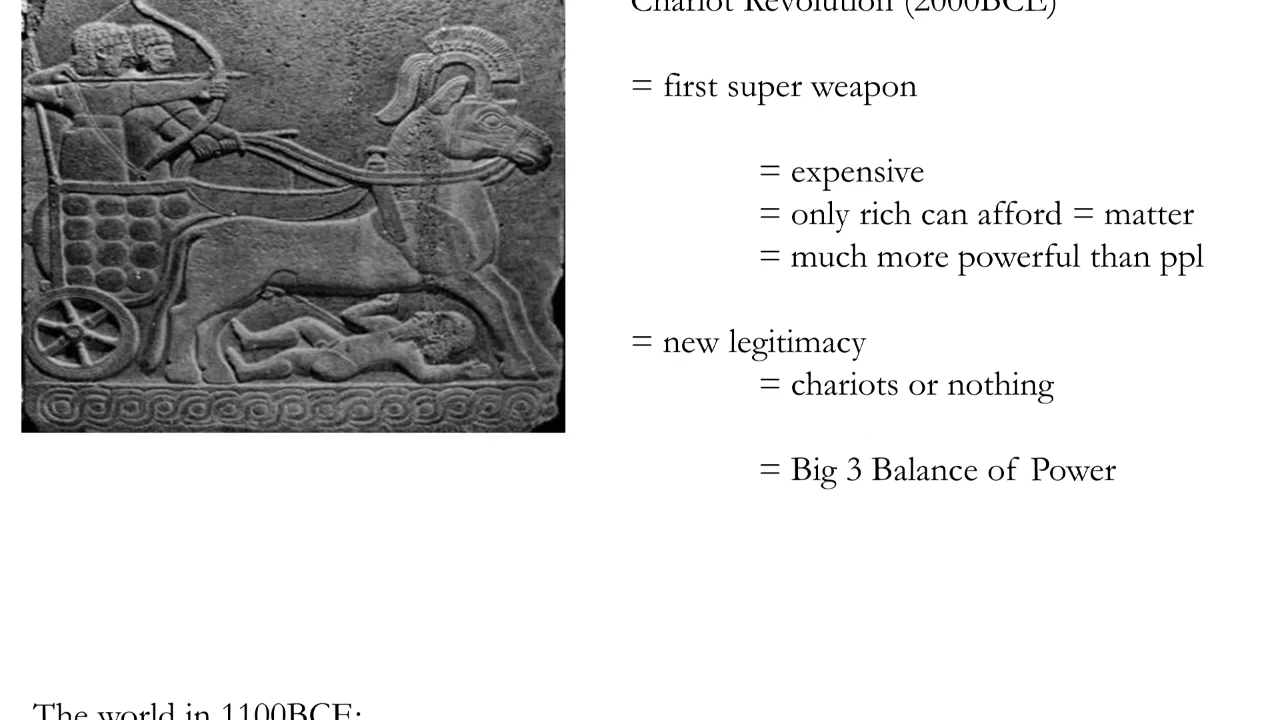 Chariot Revolution (2000BCE)
= first super weapon
= expensive
= only rich can afford = matter
= much more powerful than ppl
= new legitimacy
= chariots or nothing
= Big 3 Balance of Power
The world in 1100BCE: